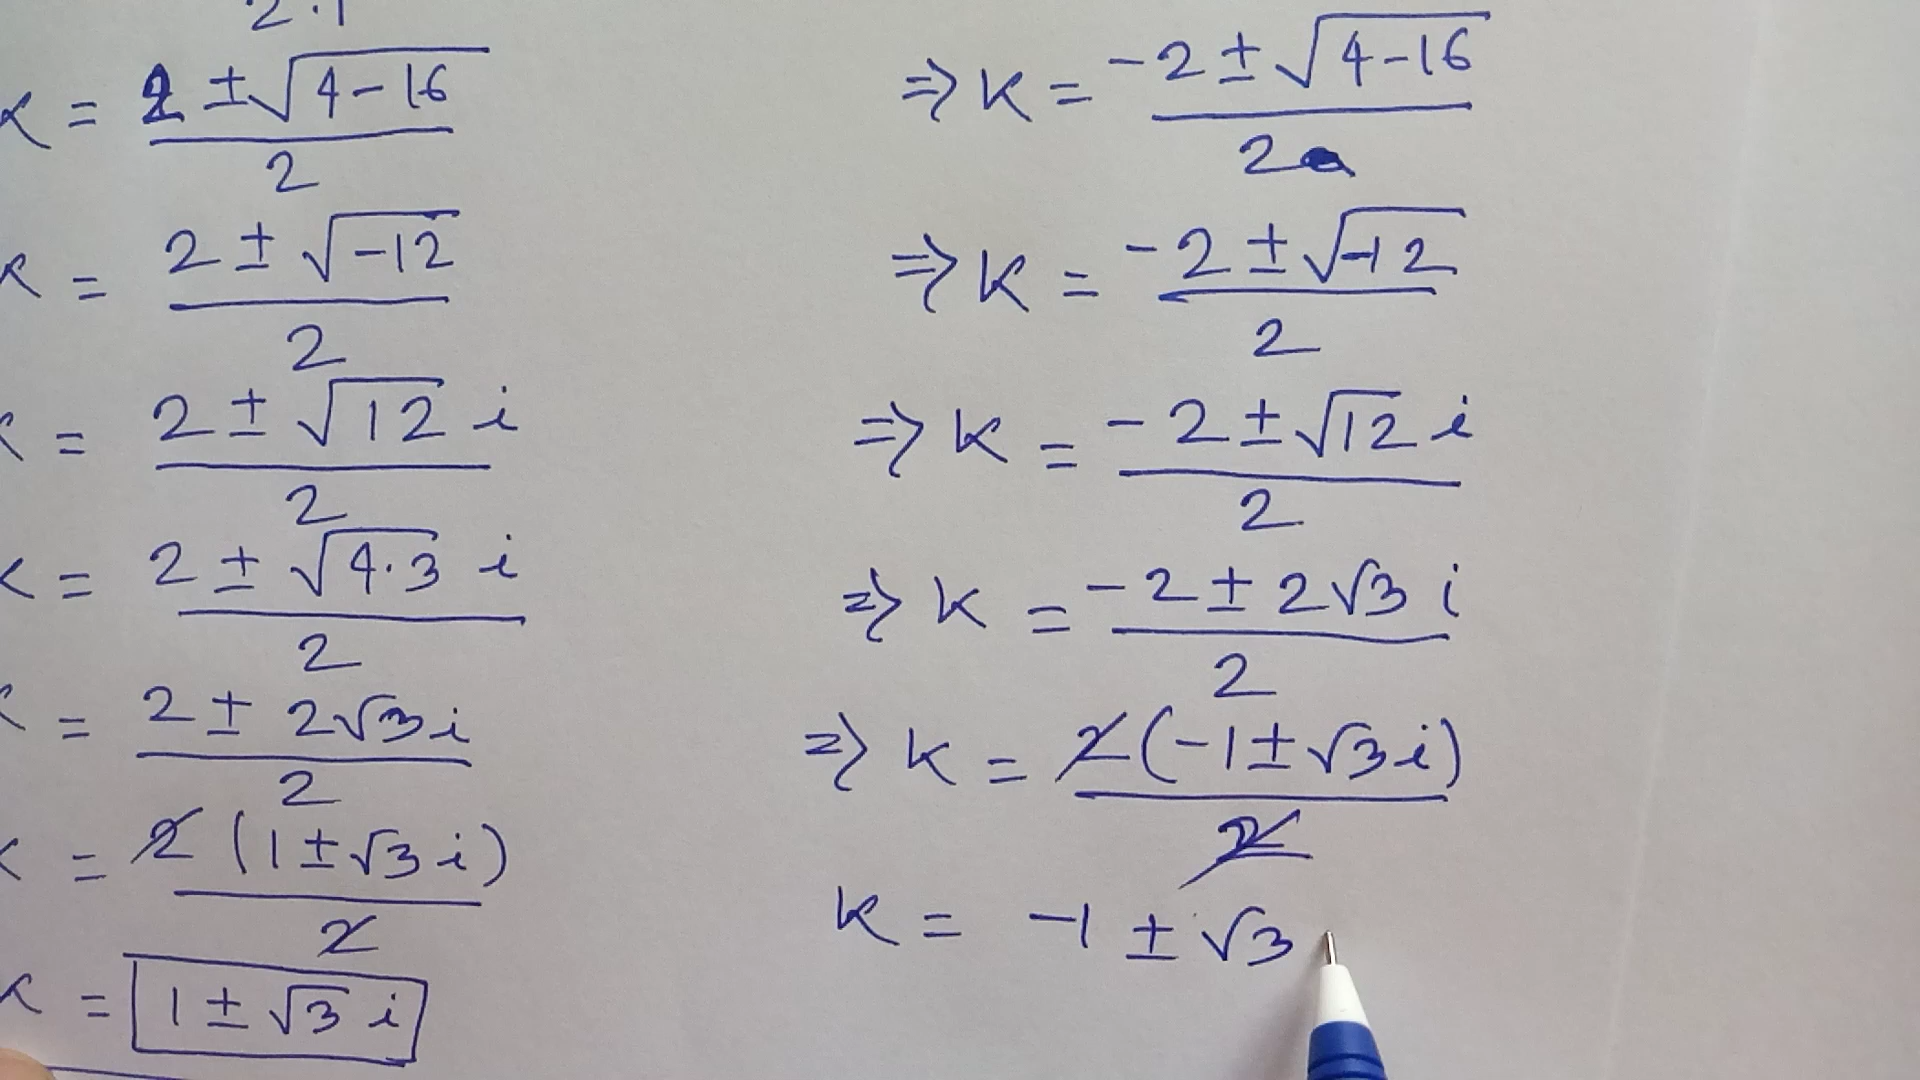 2·1
K = 2 ± √4-16 / 2
K = 2 ± √-12 / 2
K = 2 ± √12 i / 2
K = 2 ± √4·3 i / 2
K = 2 ± 2√3 i / 2
K = 2 (1 ± √3 i) / 2
K = 1 ± √3 i
⇒ K = -2 ± √4-16 / 2
⇒ K = -2 ± √-12 / 2
⇒ K = -2 ± √12 i / 2
⇒ K = -2 ± 2√3 i / 2
⇒ K = 2(-1 ± √3 i) / 2
K = -1 ± √3